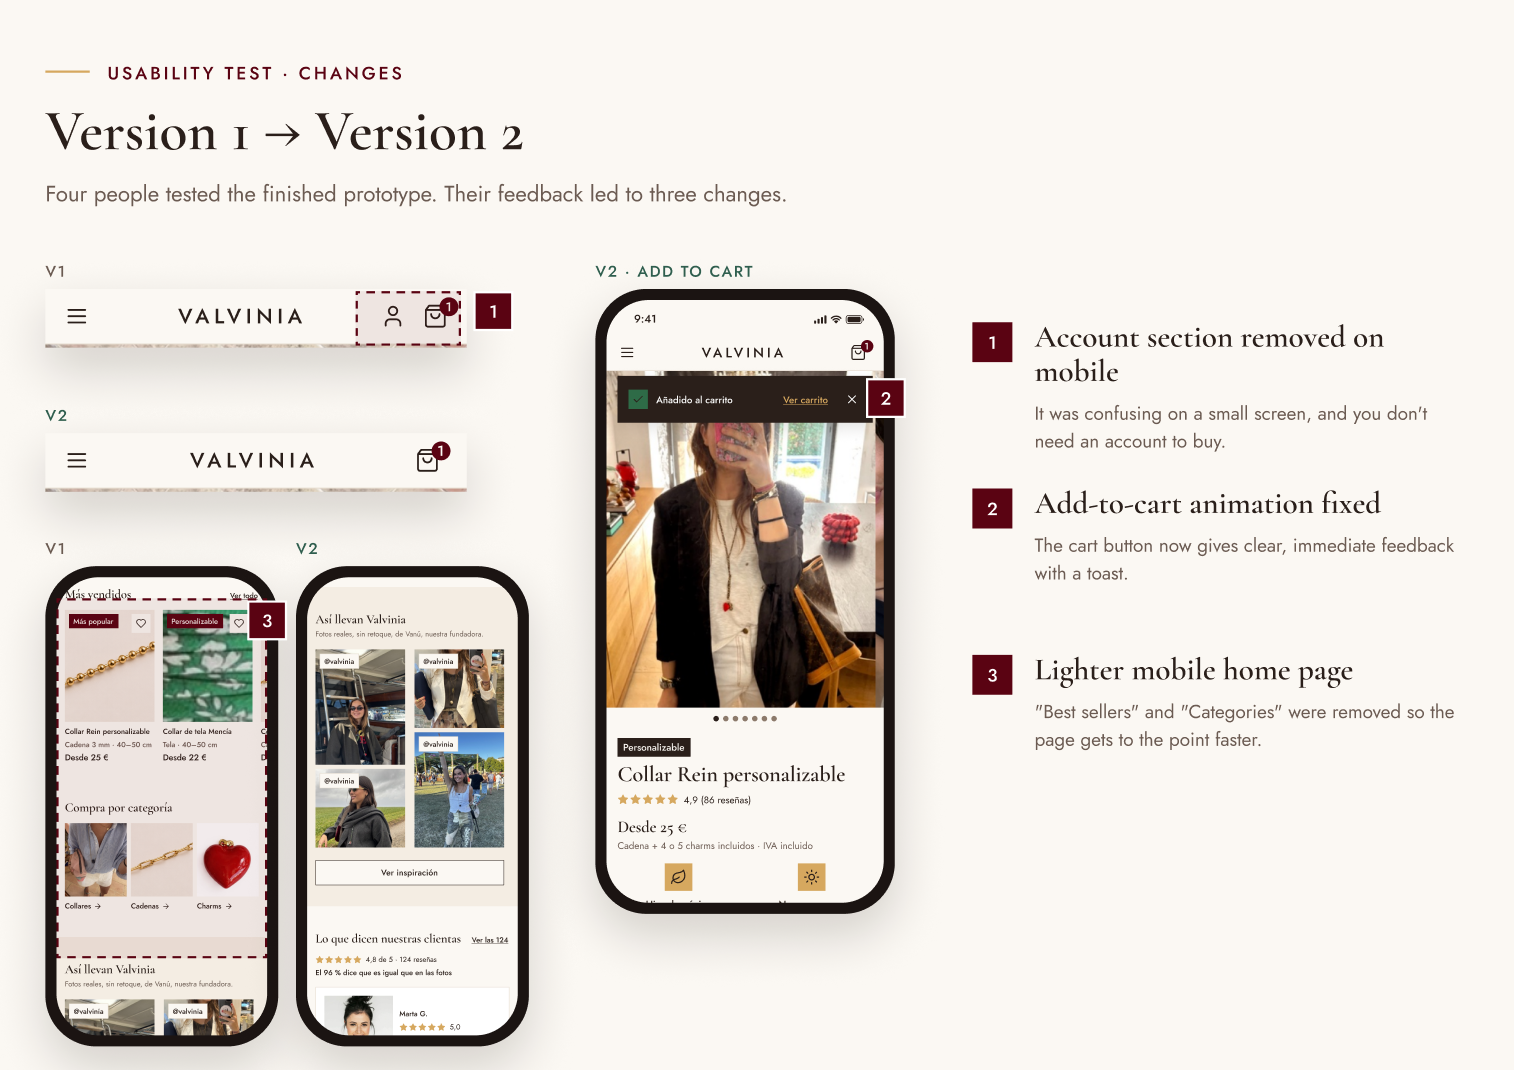 USABILITY TEST · CHANGES
Version 1 → Version 2
Four people tested the finished prototype. Their feedback led to three changes.
V1
VALVINIA
1
1
V2
VALVINIA
1
V1
Más vendidos
Ver todo
Más popular
Personalizable
3
Collar Rein personalizable
Collar de tela Mencía
Cadena 3 mm · 40–50 cm
Tela · 40–50 cm
Desde 25 €
Desde 22 €
Compra por categoría
Collares →
Cadenas →
Charms →
Así llevan Valvinia
Fotos reales, sin retoque, de Vanú, nuestra fundadora.
@valvinia
@valvinia
V2
Así llevan Valvinia
Fotos reales, sin retoque, de Vanú, nuestra fundadora.
@valvinia
@valvinia
@valvinia
@valvinia
Ver inspiración
Lo que dicen nuestras clientas
Ver las 124
4,8 de 5 · 124 reseñas
El 96 % dice que es igual que en las fotos
Marta G.
5,0
V2 · ADD TO CART
9:41
VALVINIA
1
Añadido al carrito
Ver carrito
2
Personalizable
Collar Rein personalizable
4,9 (86 reseñas)
Desde 25 €
Cadena + 4 o 5 charms incluidos · IVA incluido
1
Account section removed on
mobile
It was confusing on a small screen, and you don't
need an account to buy.
2
Add-to-cart animation fixed
The cart button now gives clear, immediate feedback
with a toast.
3
Lighter mobile home page
"Best sellers" and "Categories" were removed so the
page gets to the point faster.